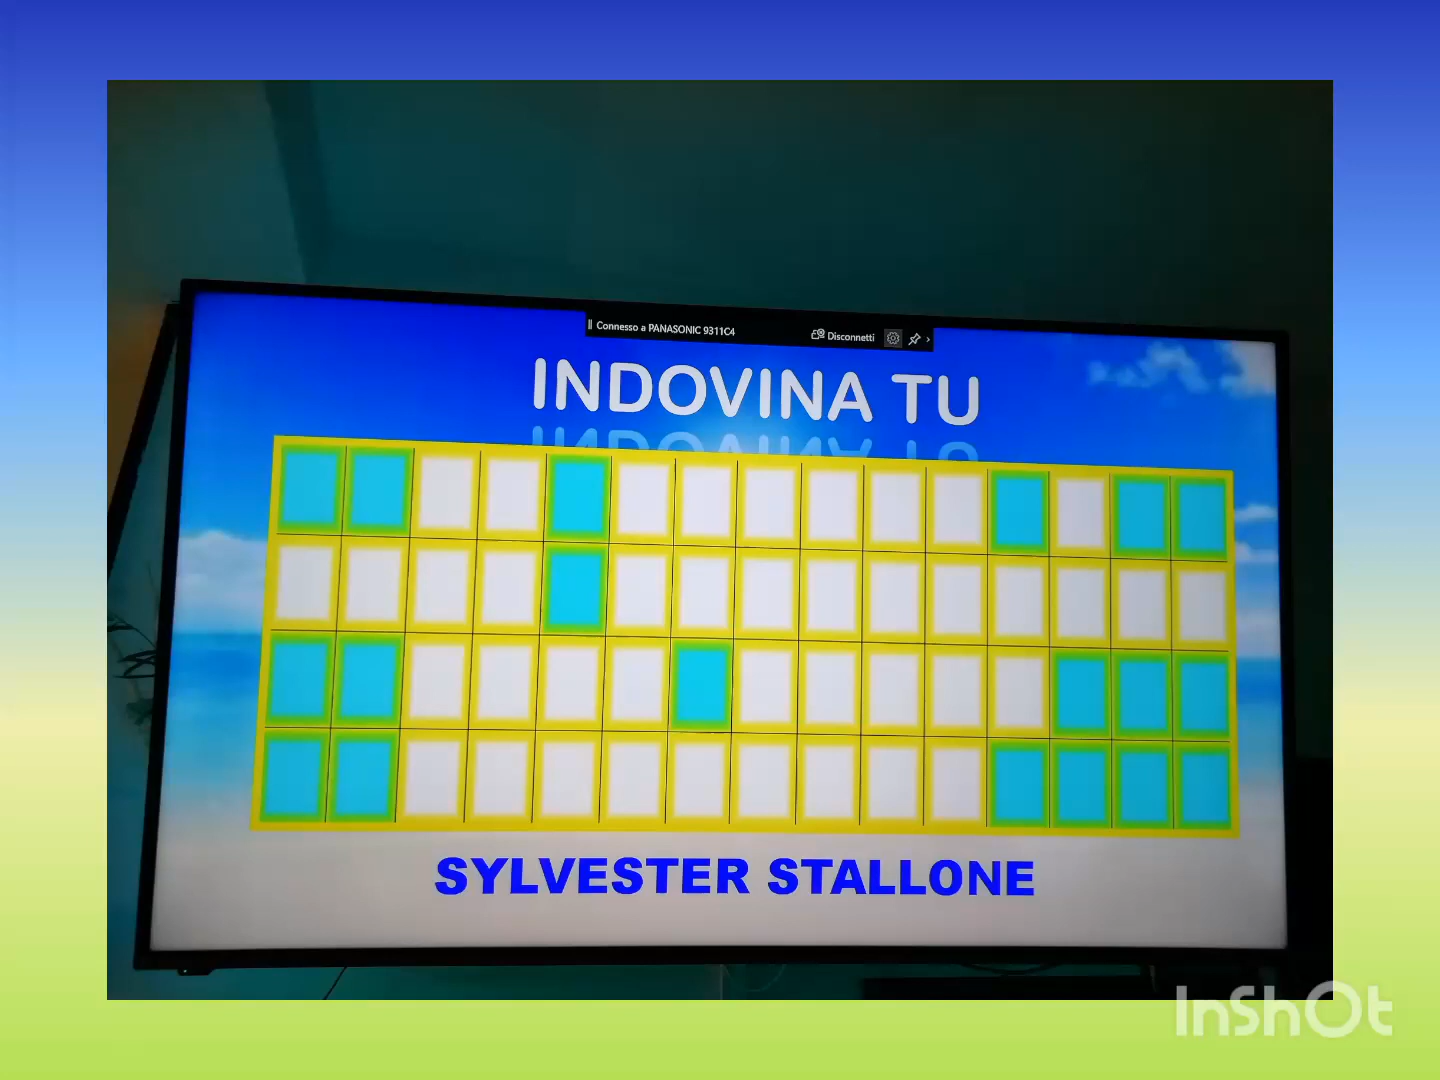 Connesso a PANASONIC 9311C4 Disconnetti
INDOVINA TU
SYLVESTER STALLONE
InShOt